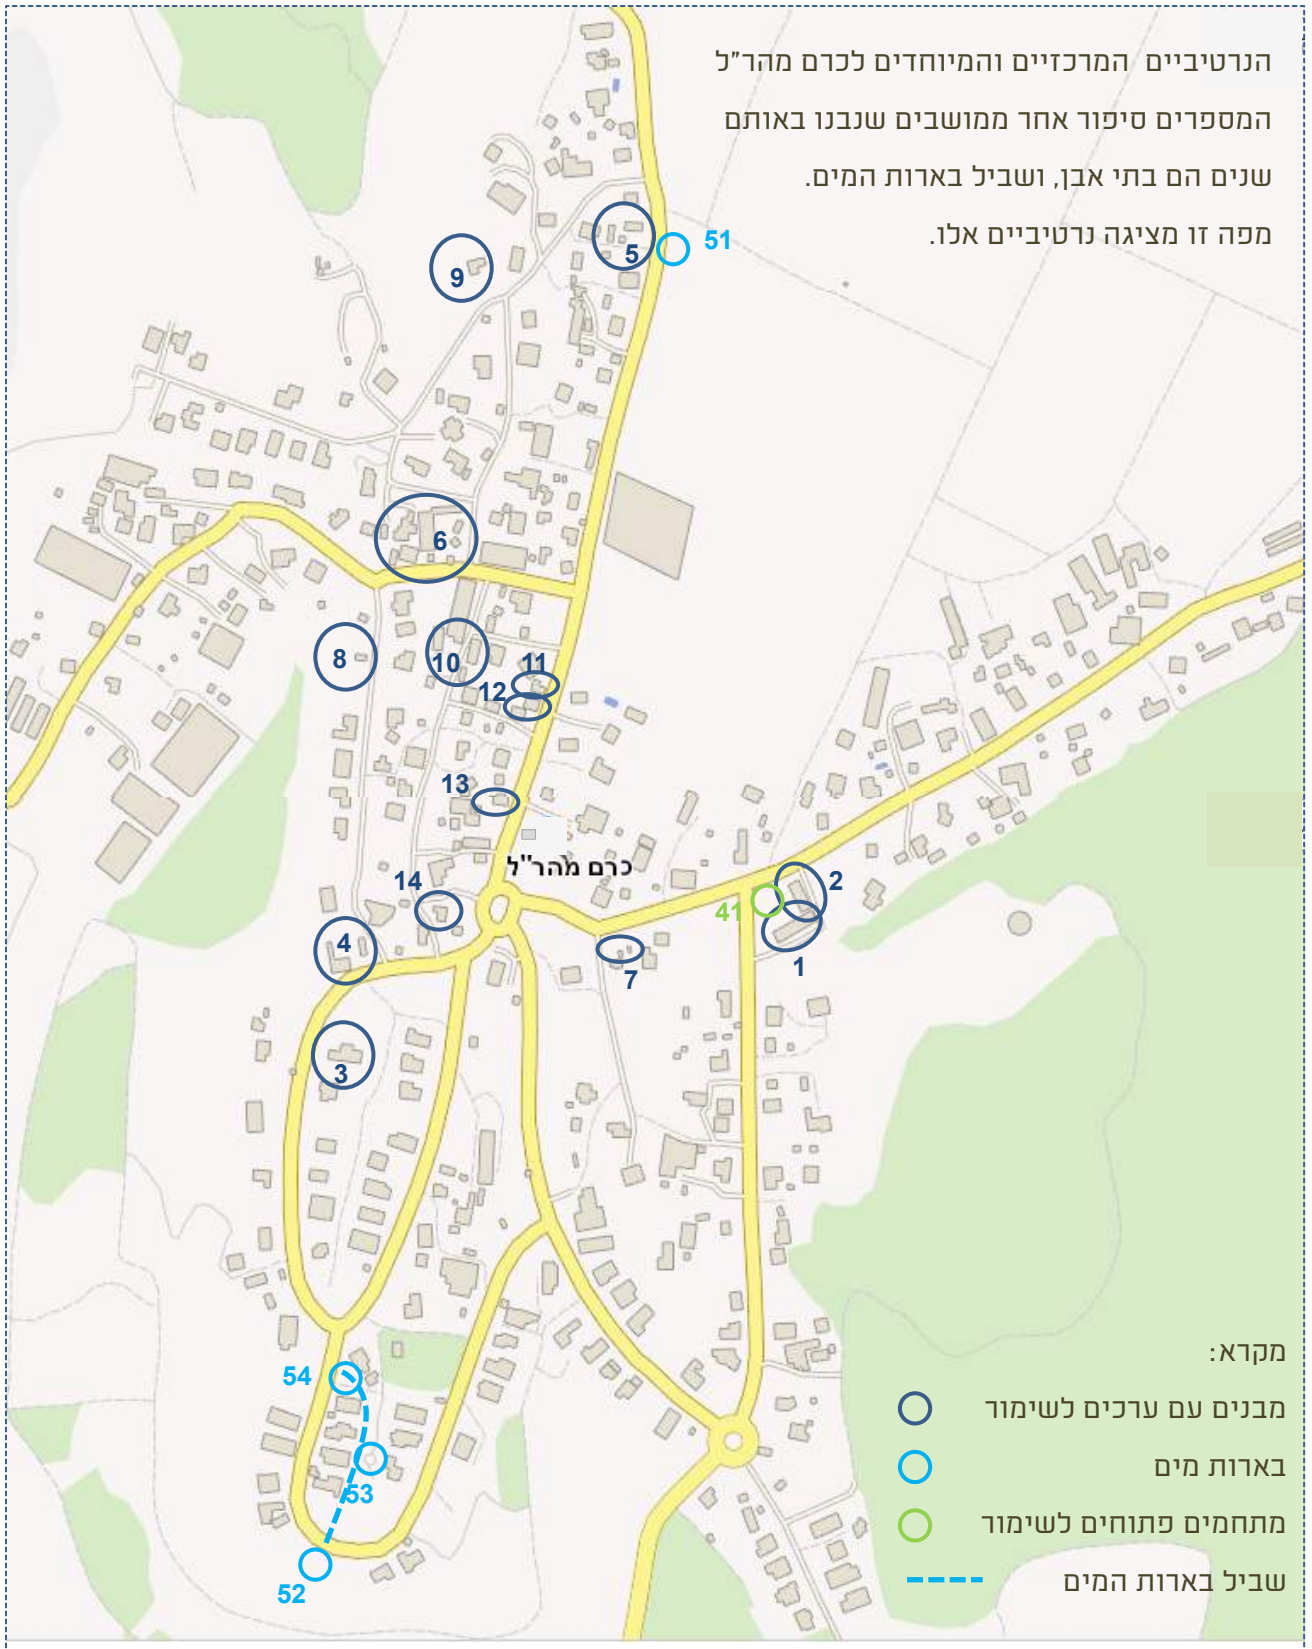 הנרטיביים המרכזיים והמיוחדים לכרם מהר"ל
המספרים סיפור אחר ממושבים שנבנו באותם
שנים הם בתי אבן, ושביל בארות המים.
מפה זו מציגה נרטיביים אלו.
51
5
9
6
8
10
11
12
13
כרם מהר"ל
14
2
41
4
1
7
3
54
53
52
מקרא:
מבנים עם ערכים לשימור
בארות מים
מתחמים פתוחים לשימור
שביל בארות המים